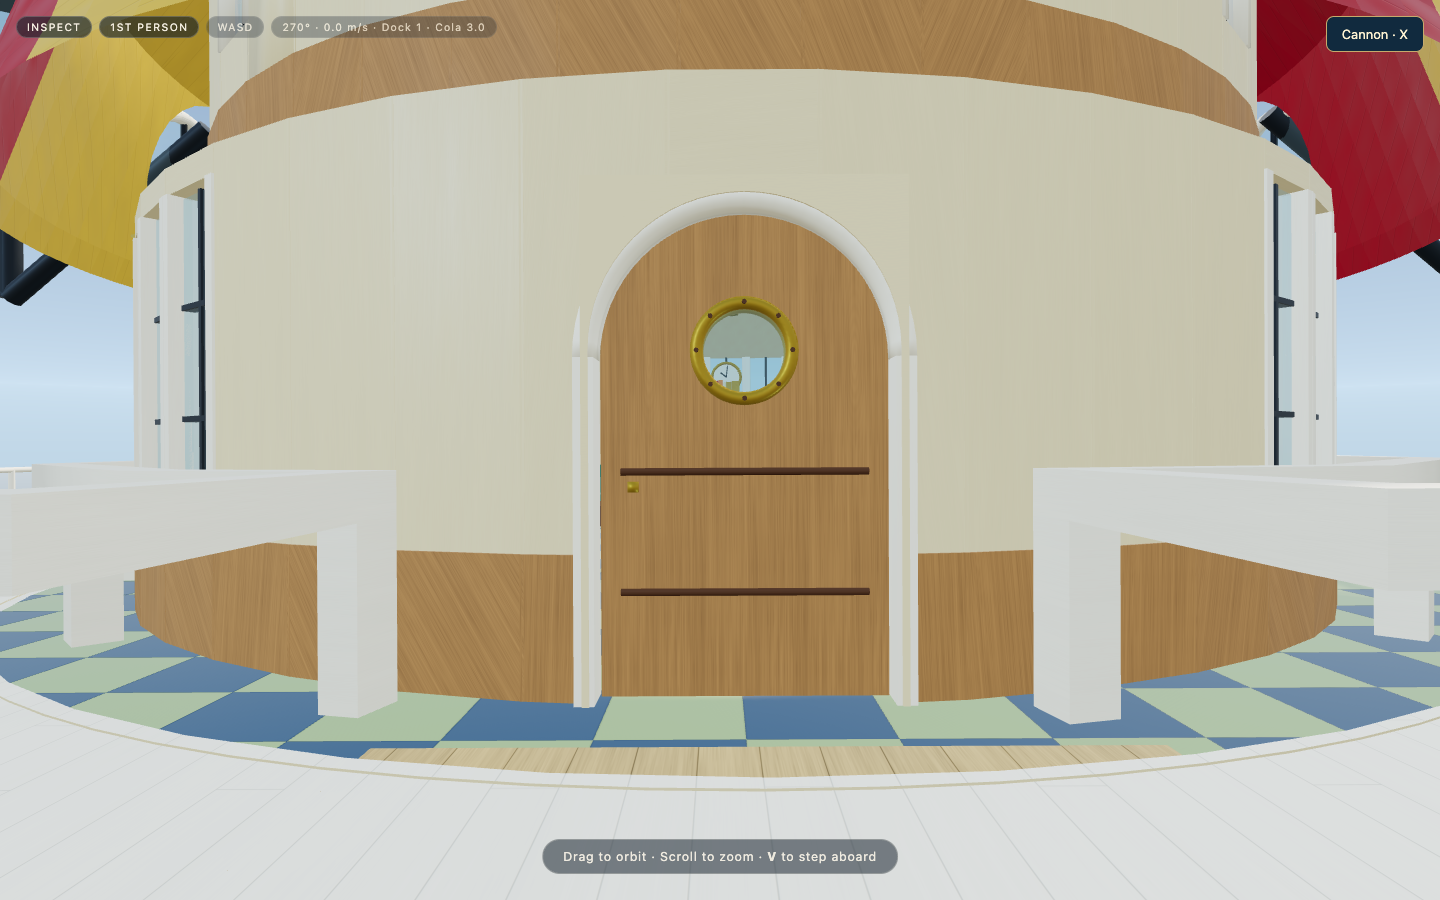 INSPECT
1ST PERSON
WASD
270° · 0.0 m/s · Dock 1 · Cola 3.0
Cannon · X
Drag to orbit · Scroll to zoom · V to step aboard